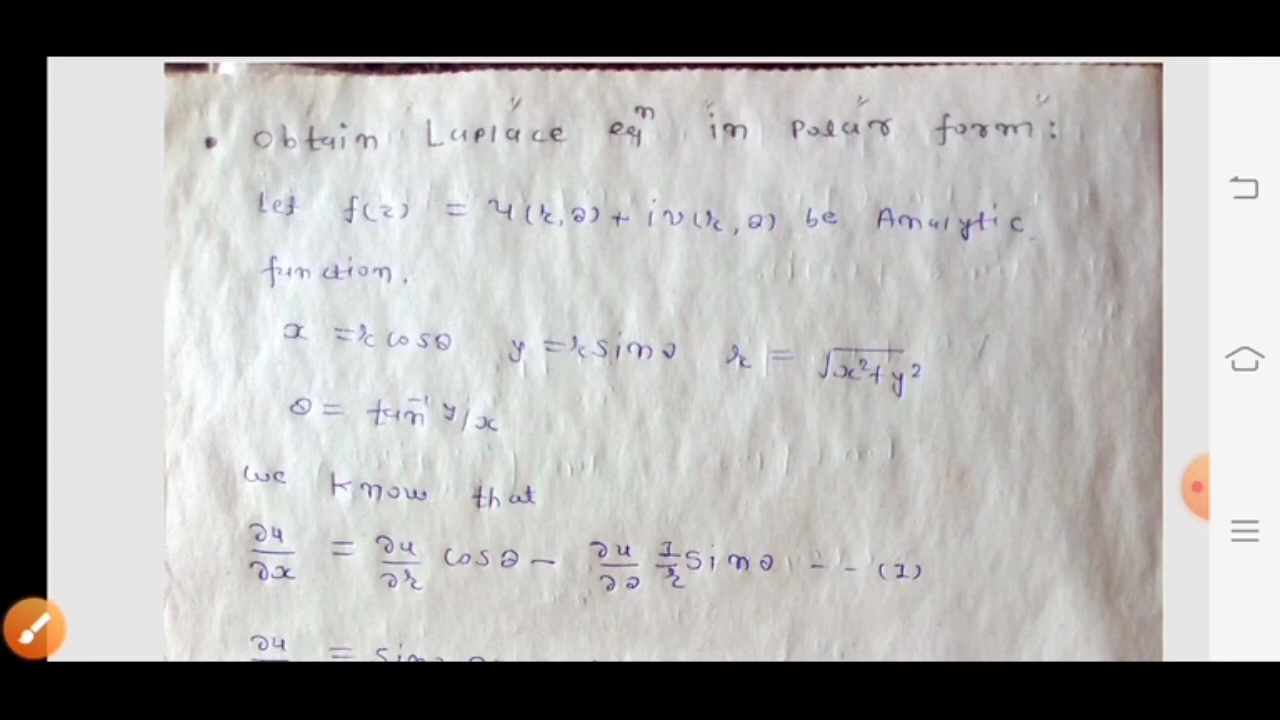 • Obtain Laplace eqⁿ in Polar form:
Let f(z) = u(r,θ) + iv(r,θ) be Analytic
function.
x = r cosθ y = r sinθ r = √x²+y²
θ = tan⁻¹ y/x
we know that
∂u/∂x = ∂u/∂r cosθ - ∂u/∂θ 1/r sinθ - - (1)
∂u = sin